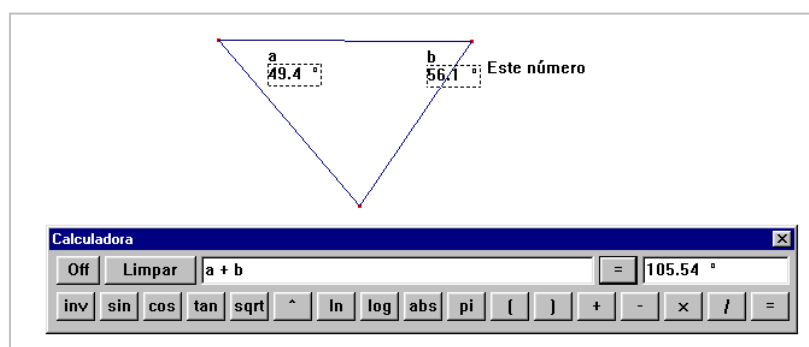 a
49.4 °
b
56.1 °
Este número
Calculadora
Off Limpar a + b = 105.54 °
inv sin cos tan sqrt ^ ln log abs pi ( ) + - × / =